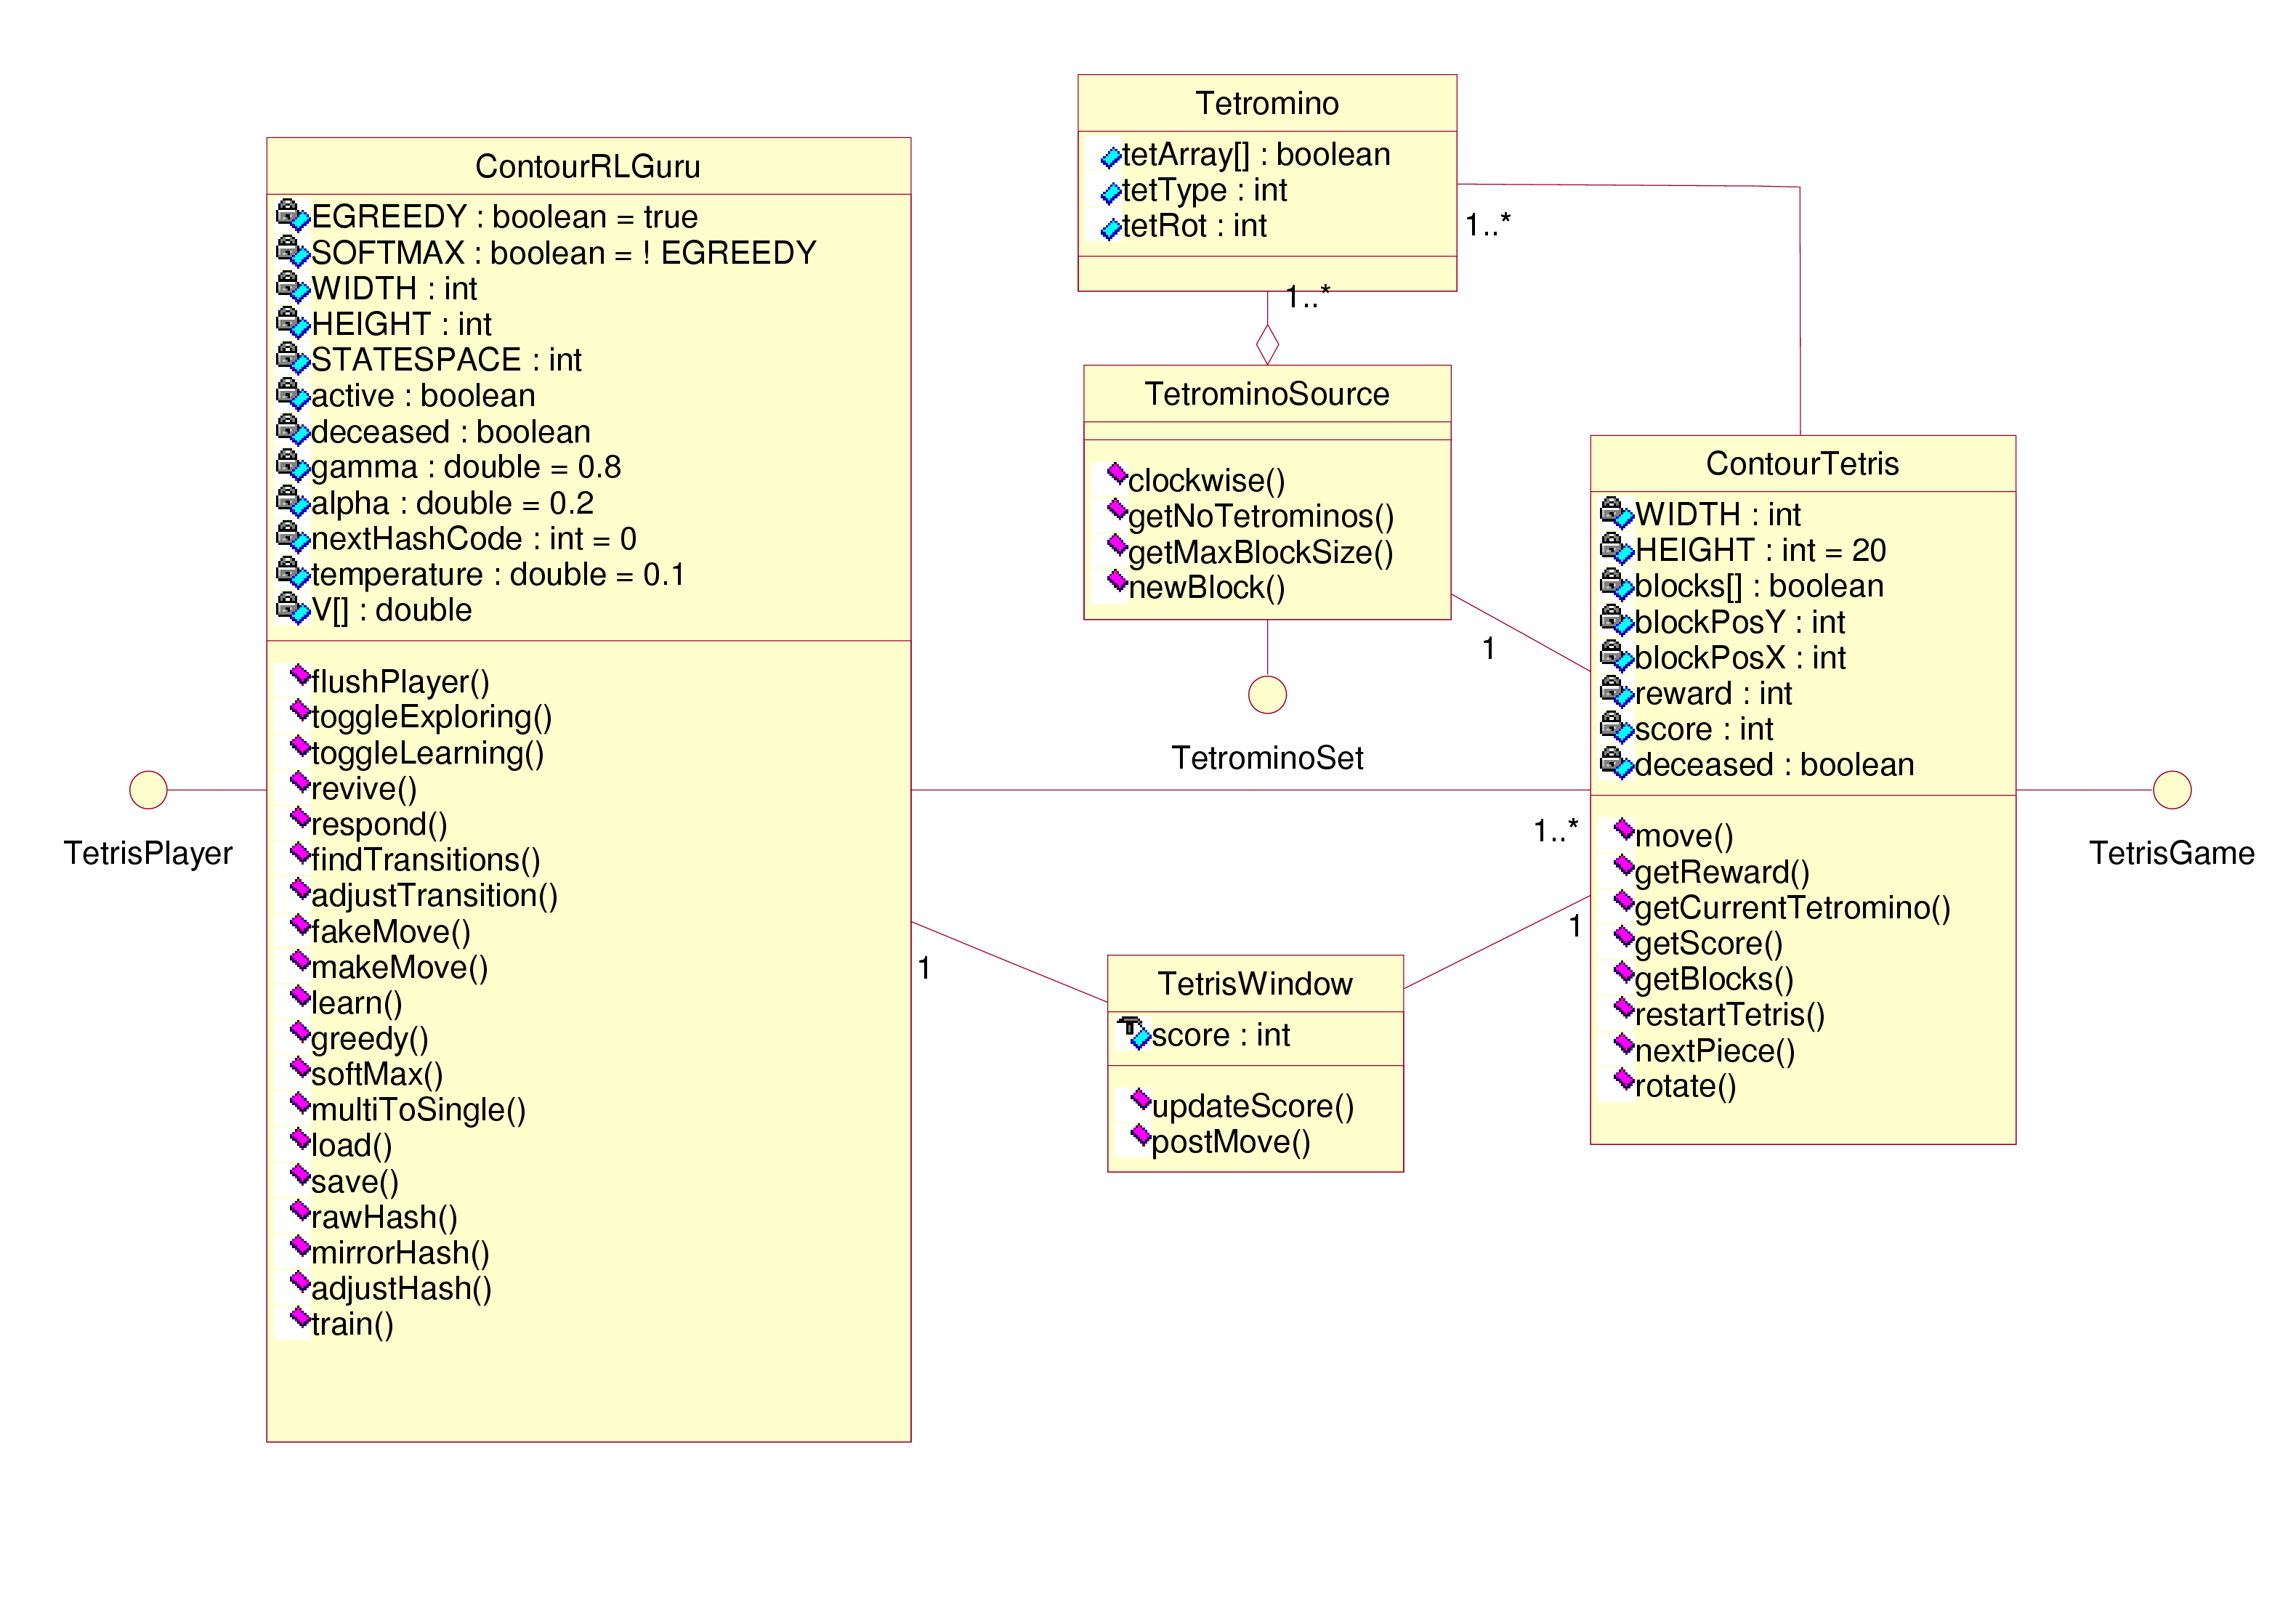 Tetromino
tetArray[] : boolean
tetType : int
tetRot : int
1..*
1..*
ContourRLGuru
EGREEDY : boolean = true
SOFTMAX : boolean = ! EGREEDY
WIDTH : int
HEIGHT : int
STATESPACE : int
active : boolean
deceased : boolean
gamma : double = 0.8
alpha : double = 0.2
nextHashCode : int = 0
temperature : double = 0.1
V[] : double
flushPlayer()
toggleExploring()
toggleLearning()
revive()
respond()
findTransitions()
adjustTransition()
fakeMove()
makeMove()
learn()
greedy()
softMax()
multiToSingle()
load()
save()
rawHash()
mirrorHash()
adjustHash()
train()
TetrisPlayer
TetrominoSource
clockwise()
getNoTetrominos()
getMaxBlockSize()
newBlock()
1
TetrominoSet
1..*
1
1
TetrisWindow
score : int
updateScore()
postMove()
ContourTetris
WIDTH : int
HEIGHT : int = 20
blocks[] : boolean
blockPosY : int
blockPosX : int
reward : int
score : int
deceased : boolean
move()
getReward()
getCurrentTetromino()
getScore()
getBlocks()
restartTetris()
nextPiece()
rotate()
TetrisGame